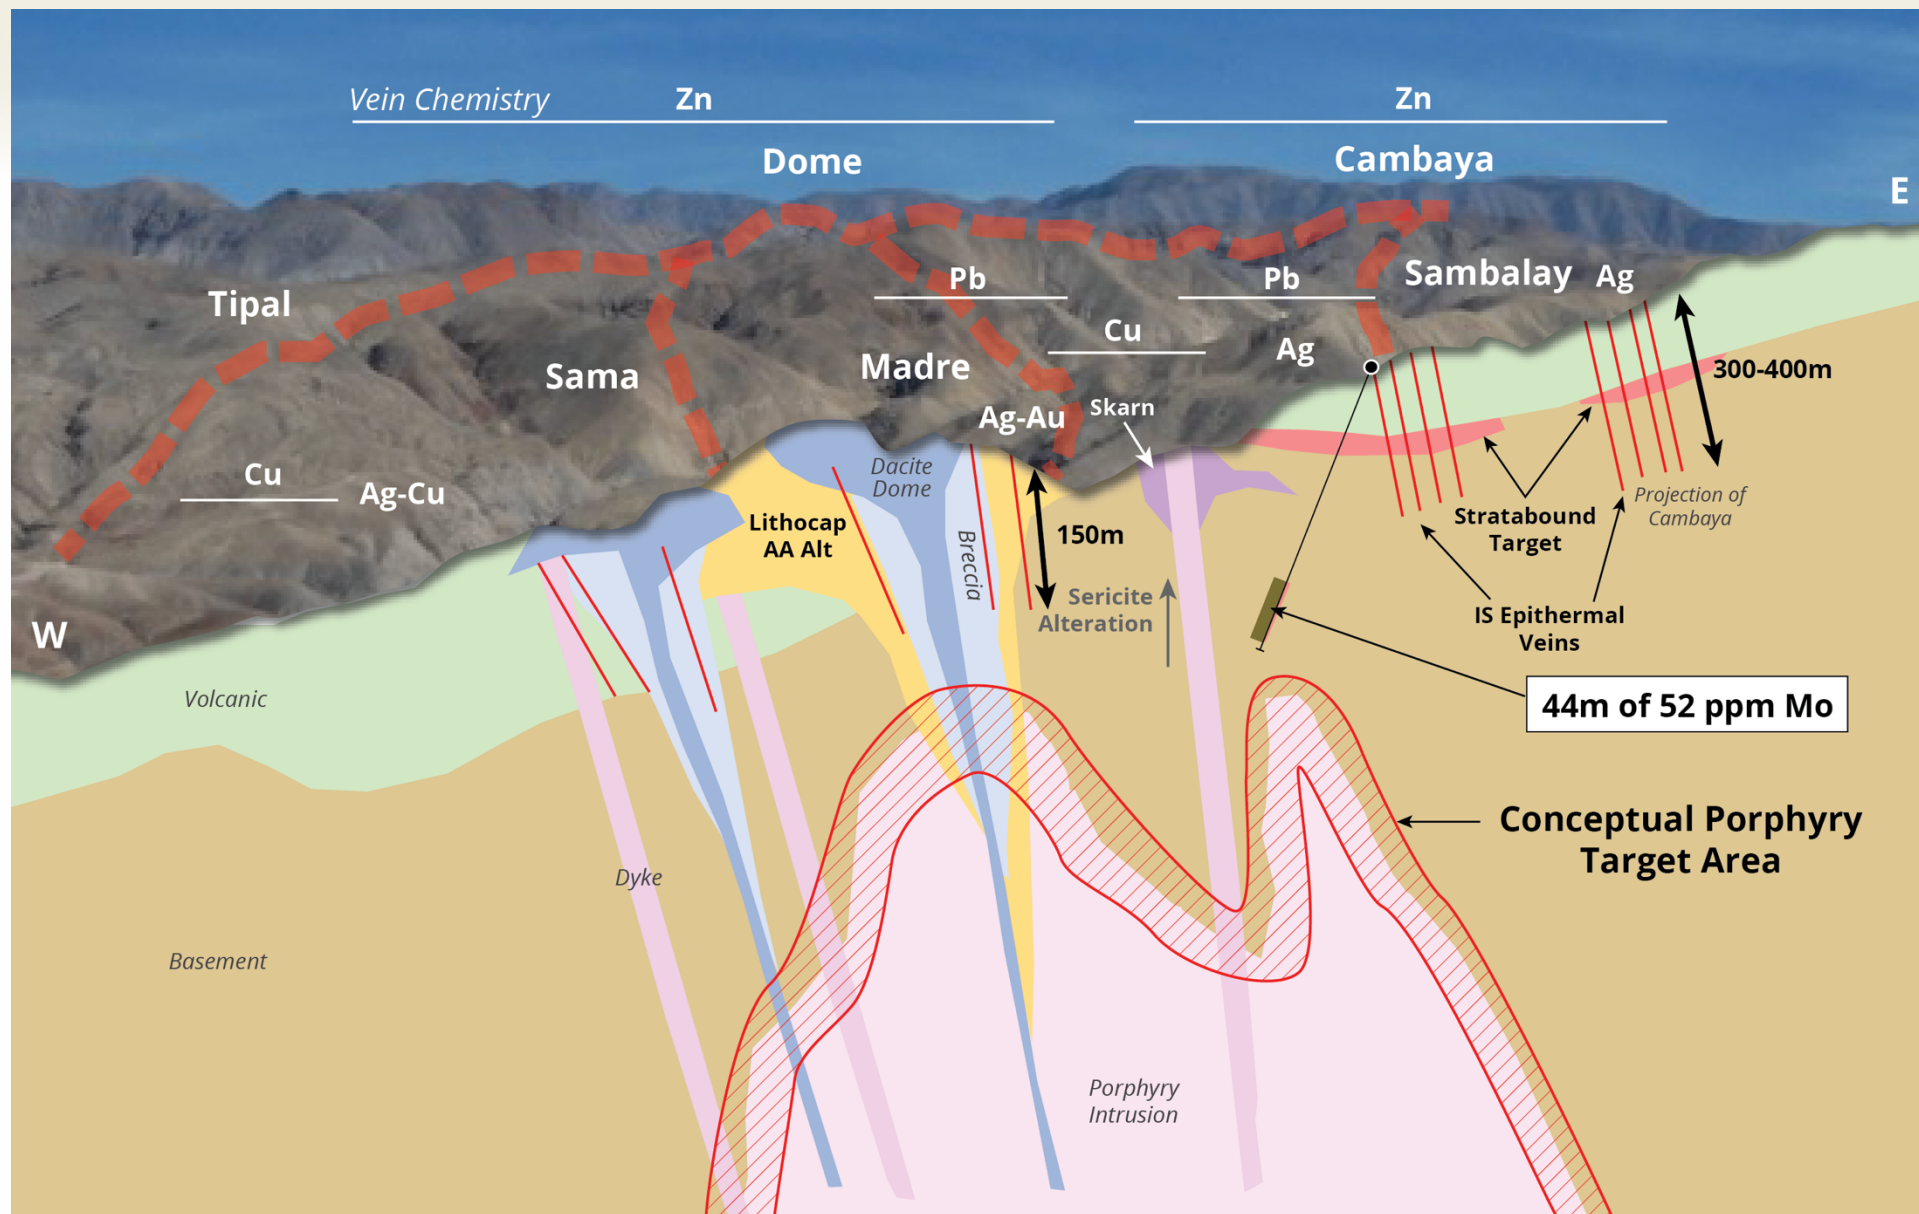 Vein Chemistry
Zn
Zn
Dome
Cambaya
E
Tipal
Pb
Pb
Sambalay
Ag
Cu
Ag
Sama
Madre
300-400m
Ag-Au
Skarn
Cu
Ag-Cu
Dacite
Dome
Lithocap
AA Alt
Breccia
150m
Projection of
Cambaya
Stratabound
Target
Sericite
Alteration
IS Epithermal
Veins
W
Volcanic
44m of 52 ppm Mo
Conceptual Porphyry
Target Area
Dyke
Basement
Porphyry
Intrusion